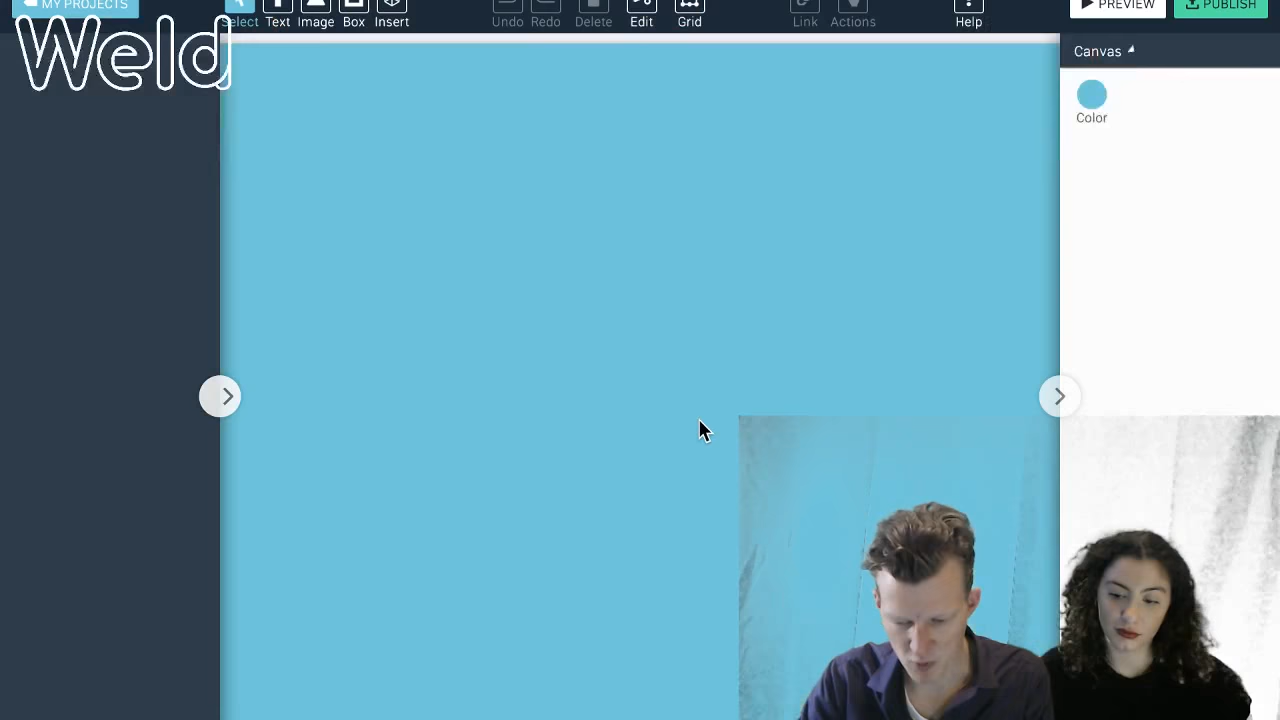 MY PROJECTS
Weld
Select Text Image Box Insert Undo Redo Delete Edit Grid Link Actions Help
PREVIEW PUBLISH
Canvas
Color